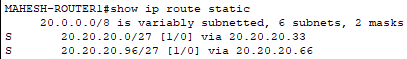 MAHESH-ROUTER1#show ip route static
20.0.0.0/8 is variably subnetted, 6 subnets, 2 masks
S 20.20.20.0/27 [1/0] via 20.20.20.33
S 20.20.20.96/27 [1/0] via 20.20.20.66